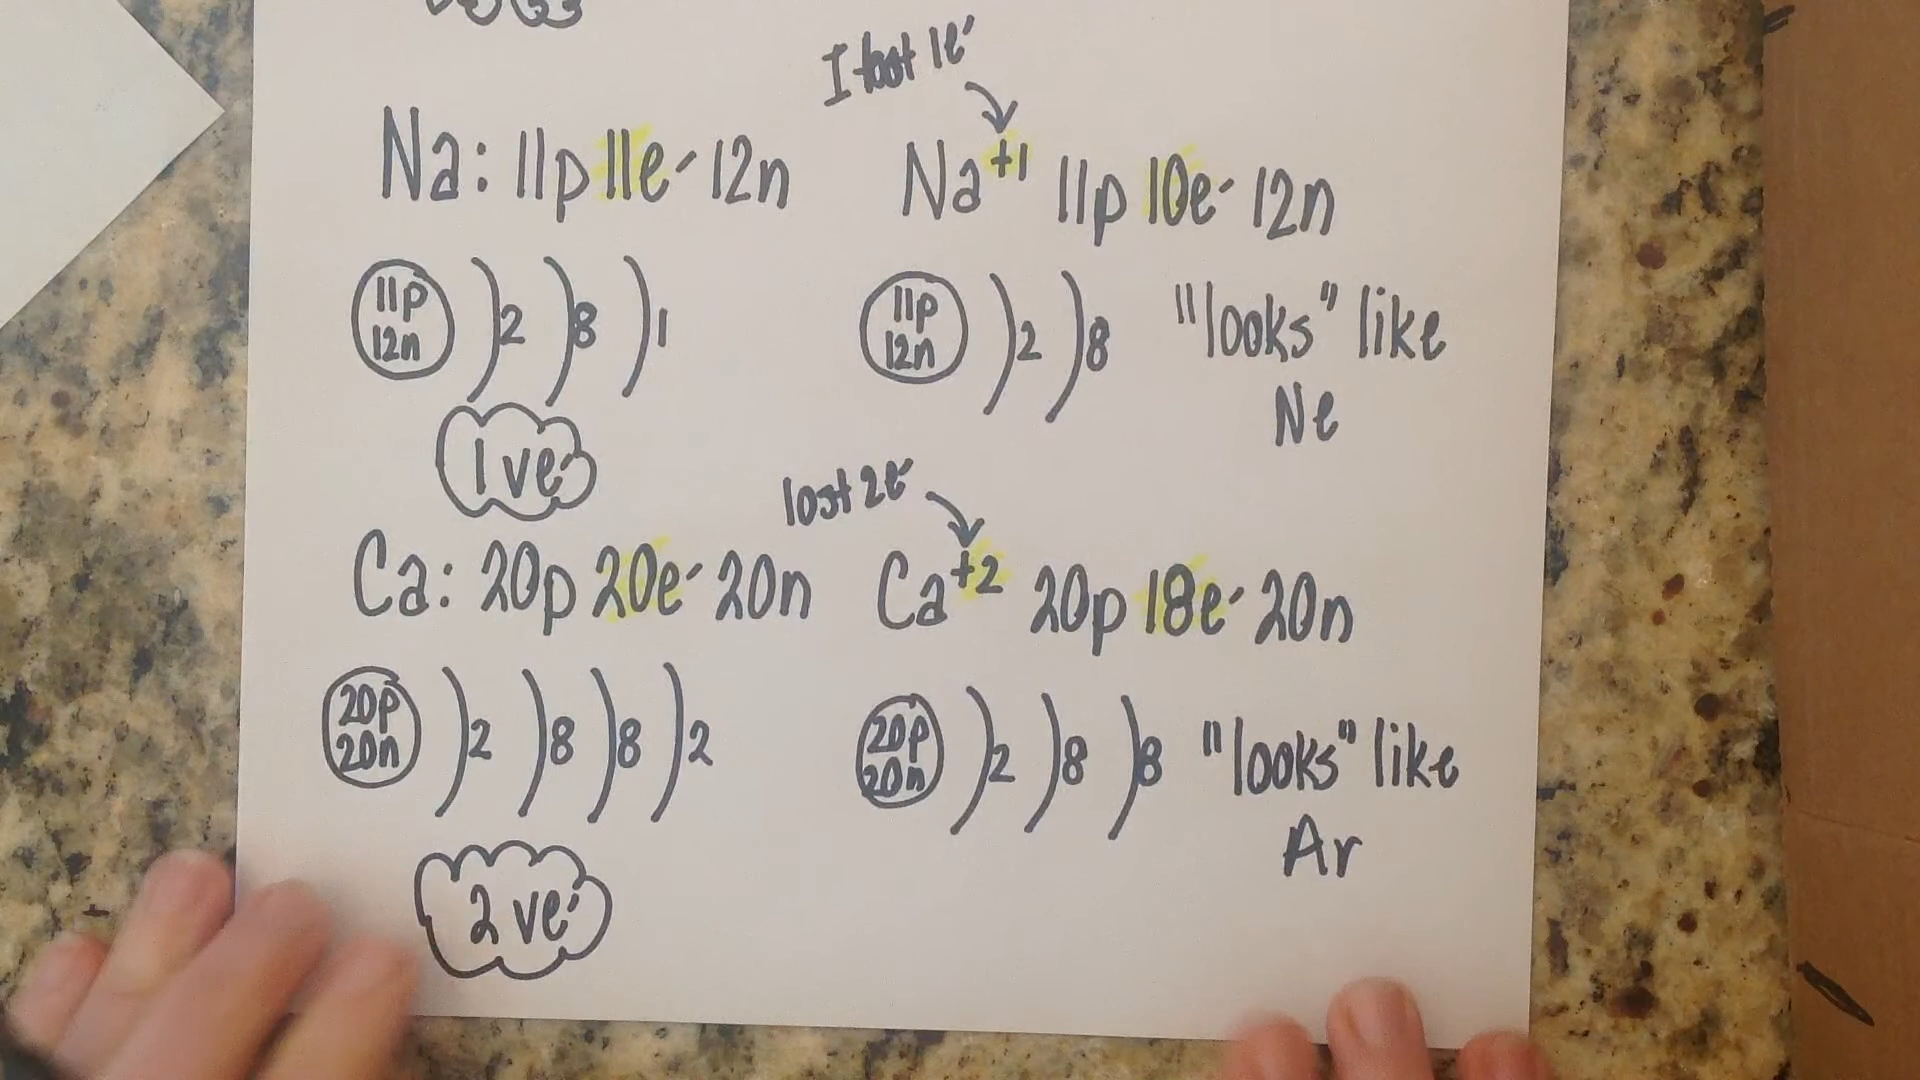 I lost 1e-
Na: 11p 11e- 12n
Na+1 11p 10e- 12n
11p
12n
)2 )8 )1
11p
12n
)2 )8
"looks" like
Ne
1 ve-
lost 2e-
Ca: 20p 20e- 20n
Ca+2 20p 18e- 20n
20p
20n
)2 )8 )8 )2
20p
20n
)2 )8 )8
"looks" like
Ar
2 ve-